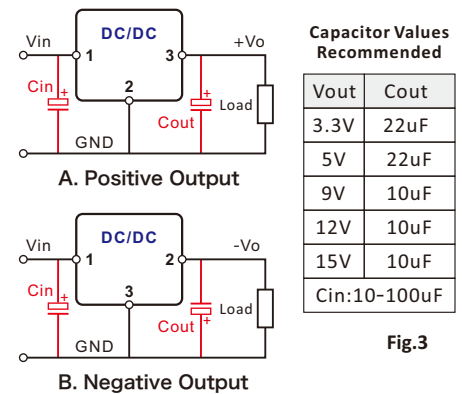 Vin
DC/DC
+Vo
1
3
Cin
+
2
+
Cout
Load
GND
A. Positive Output
Vin
DC/DC
-Vo
1
2
Cin
+
3
Cout
+
Load
GND
B. Negative Output
Capacitor Values
Recommended
Vout Cout
3.3V 22uF
5V 22uF
9V 10uF
12V 10uF
15V 10uF
Cin:10-100uF
Fig.3